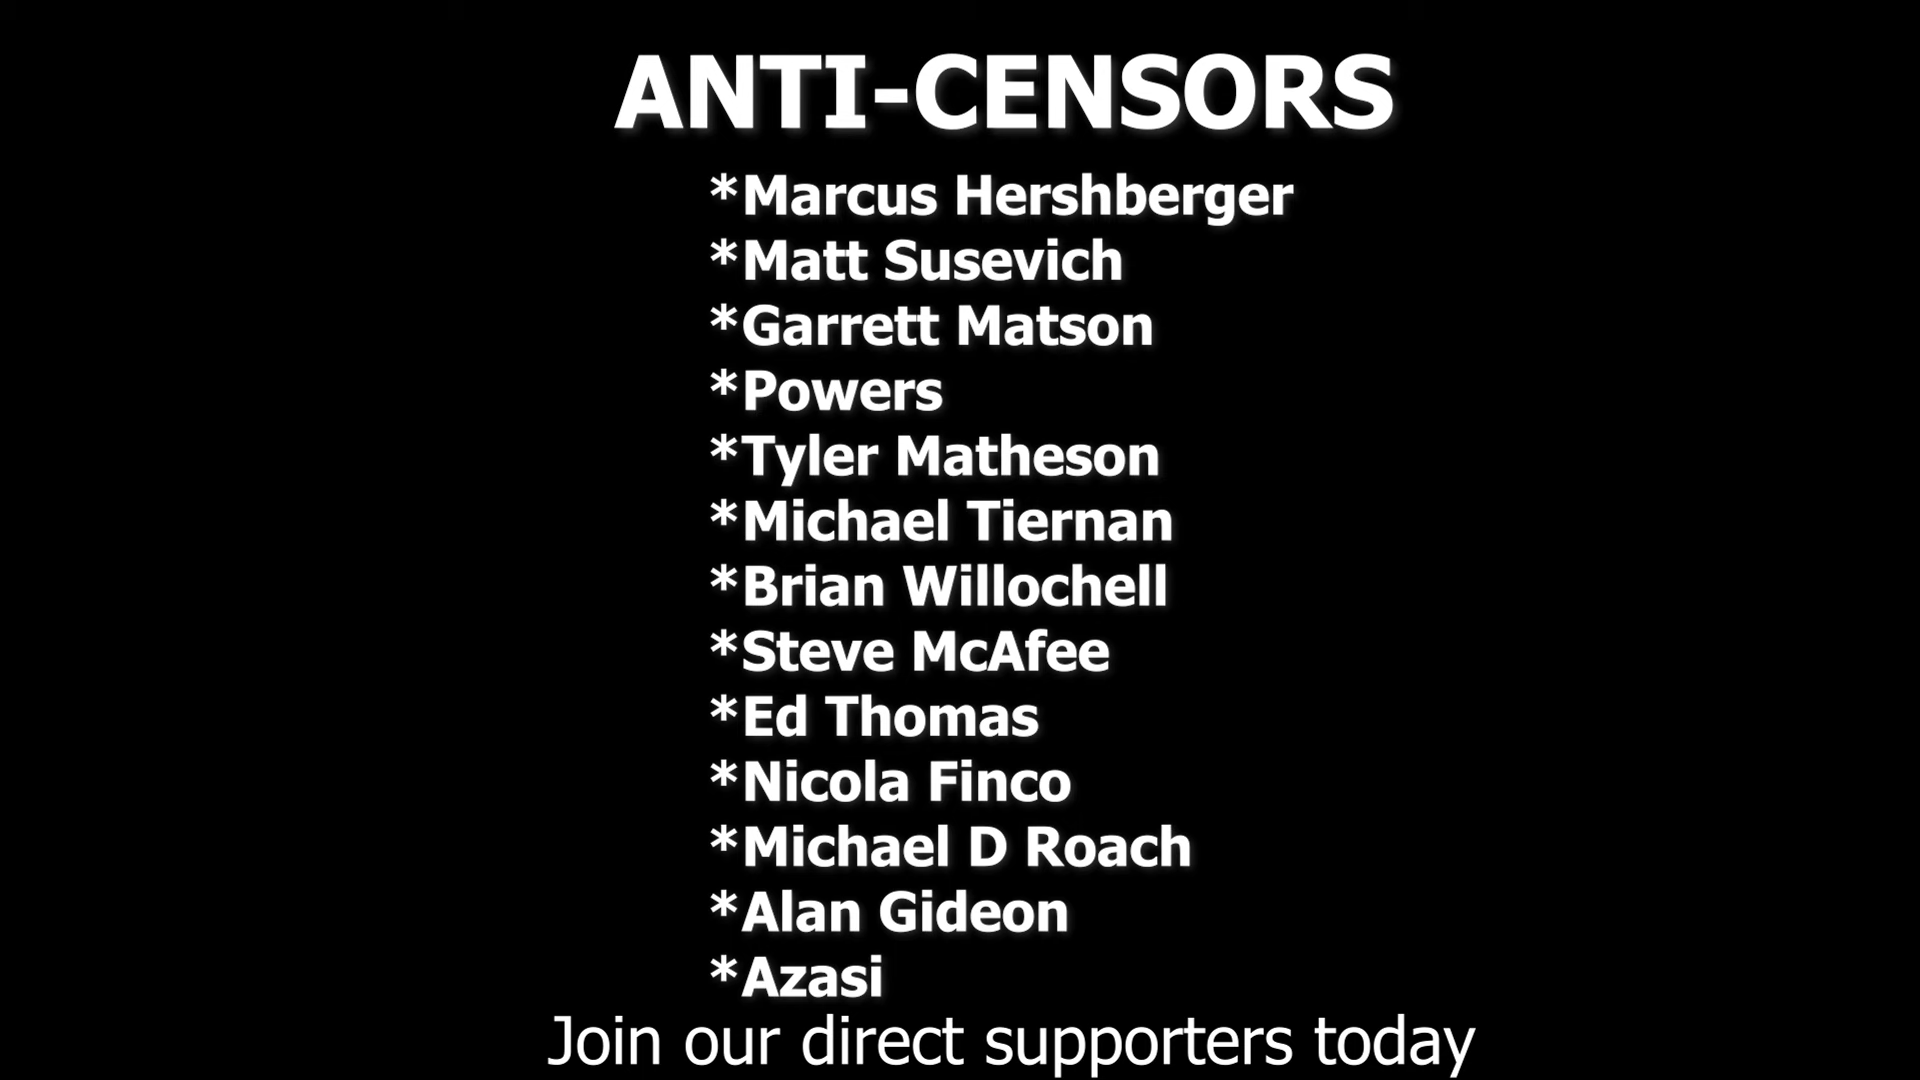 ANTI-CENSORS
*Marcus Hershberger
*Matt Susevich
*Garrett Matson
*Powers
*Tyler Matheson
*Michael Tiernan
*Brian Willochell
*Steve McAfee
*Ed Thomas
*Nicola Finco
*Michael D Roach
*Alan Gideon
*Azasi
Join our direct supporters today